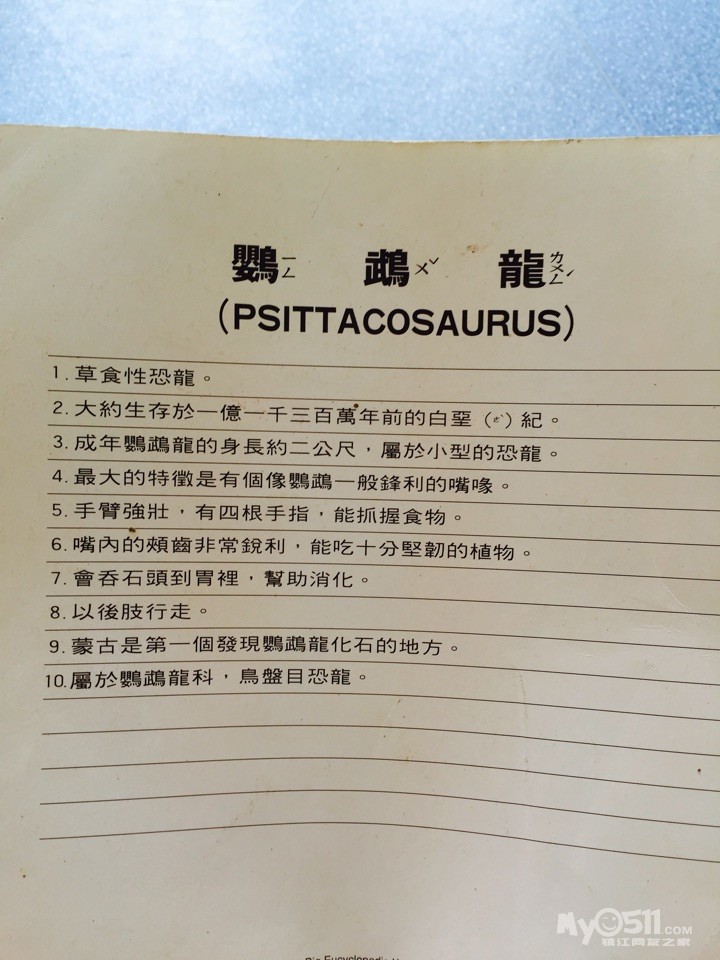 鸚ㄧㄥ 鵡ㄨˇ 龍ㄌㄨㄥˊ
(PSITTACOSAURUS)
1. 草食性恐龍。
2. 大約生存於一億一千三百萬年前的白堊(ㄜˋ)紀。
3. 成年鸚鵡龍的身長約二公尺，屬於小型的恐龍。
4. 最大的特徵是有個像鸚鵡一般鋒利的嘴喙。
5. 手臂強壯，有四根手指，能抓握食物。
6. 嘴內的頰齒非常銳利，能吃十分堅韌的植物。
7. 會吞石頭到胃裡，幫助消化。
8. 以後肢行走。
9. 蒙古是第一個發現鸚鵡龍化石的地方。
10. 屬於鸚鵡龍科，鳥盤目恐龍。
MyO511.COM
镇江网友之家